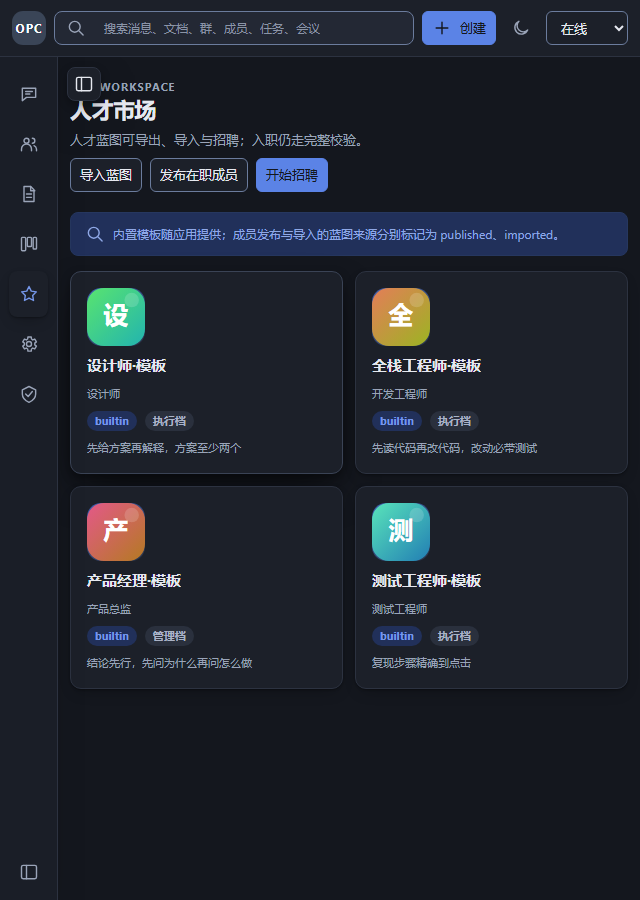 OPC
搜索消息、文档、群、成员、任务、会议
创建
在线
WORKSPACE
人才市场
人才蓝图可导出、导入与招聘；入职仍走完整校验。
导入蓝图
发布在职成员
开始招聘
内置模板随应用提供；成员发布与导入的蓝图来源分别标记为 published、imported。
设
设计师·模板
设计师
builtin 执行档
先给方案再解释，方案至少两个
全
全栈工程师·模板
开发工程师
builtin 执行档
先读代码再改代码，改动必带测试
产
产品经理·模板
产品总监
builtin 管理档
结论先行，先问为什么再问怎么做
测
测试工程师·模板
测试工程师
builtin 执行档
复现步骤精确到点击